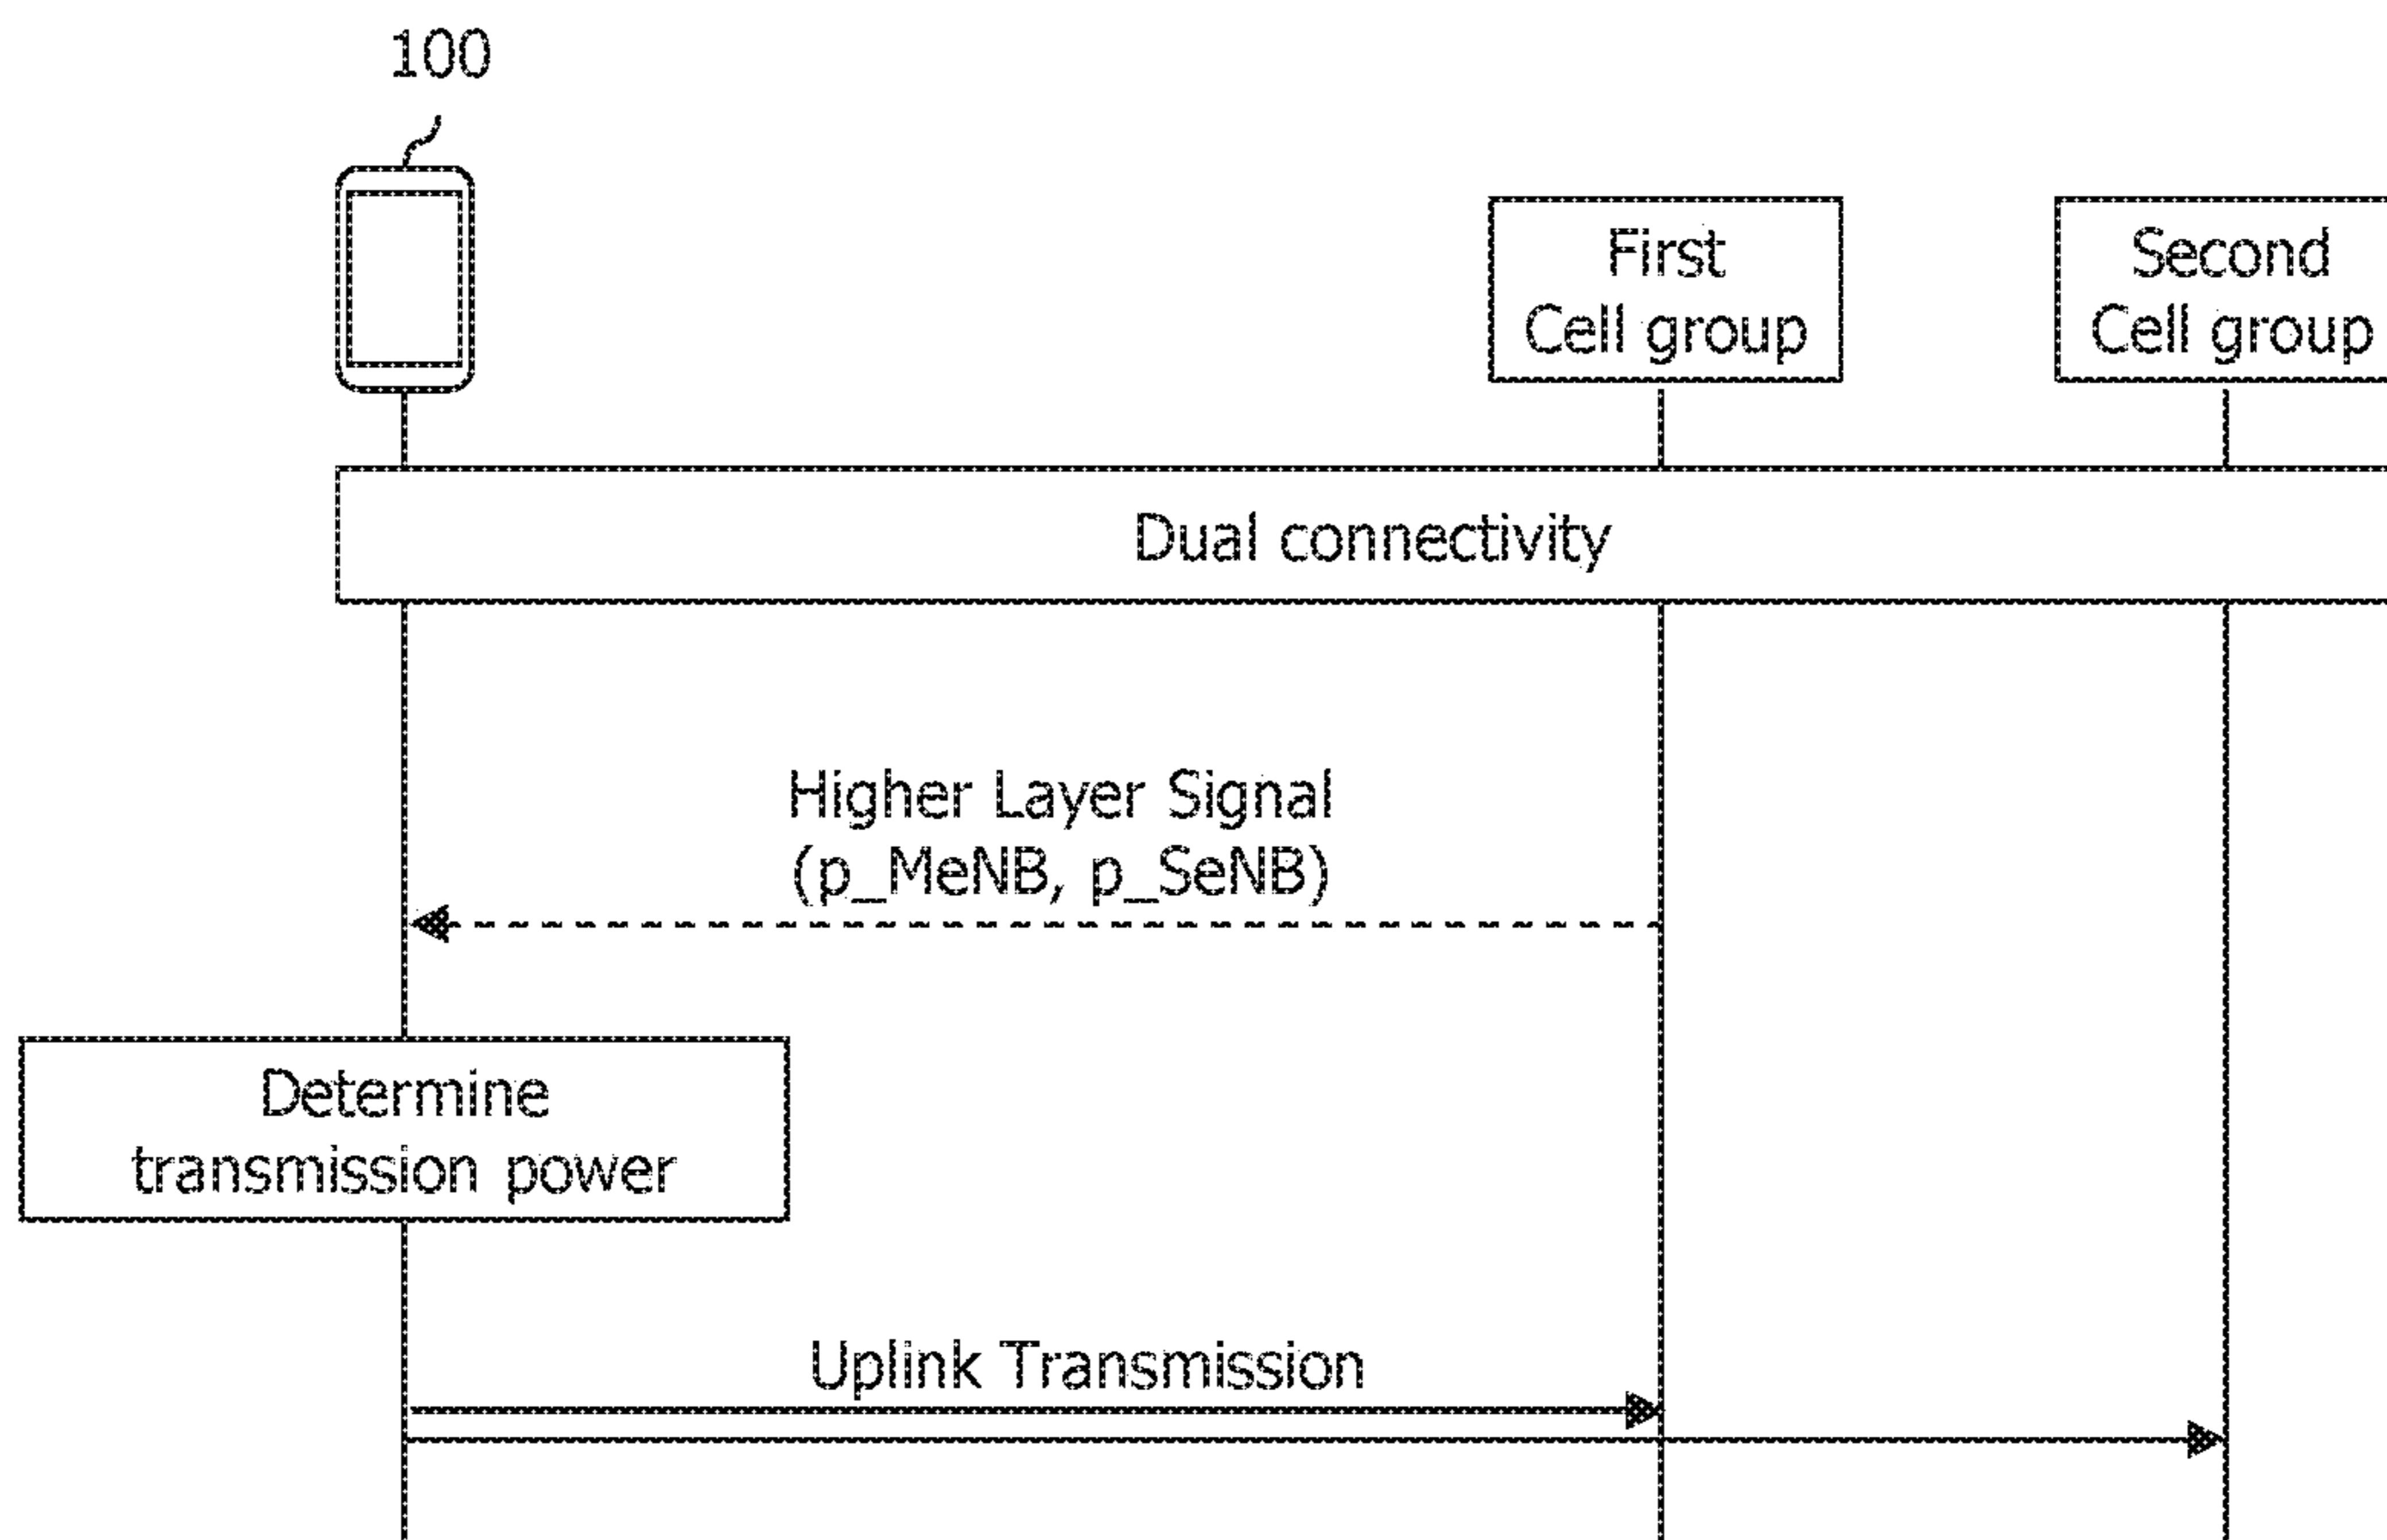 100
First
Cell group
Second
Cell group
Dual connectivity
Higher Layer Signal
(p_MeNB, p_SeNB)
Determine
transmission power
Uplink Transmission